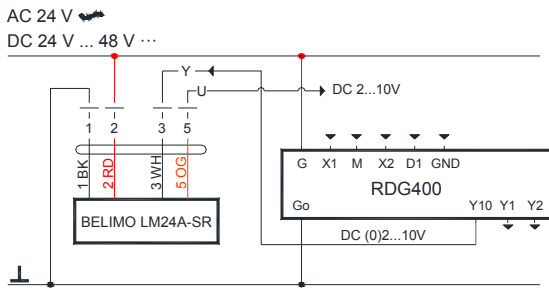 AC 24 V
DC 24 V ... 48 V ⋯
Y
U
DC 2...10V
1 2 3 5
1 BK
2 RD
3 WH
5 OG
G X1 M X2 D1 GND
RDG400
Go Y10 Y1 Y2
BELIMO LM24A-SR
DC (0)2...10V